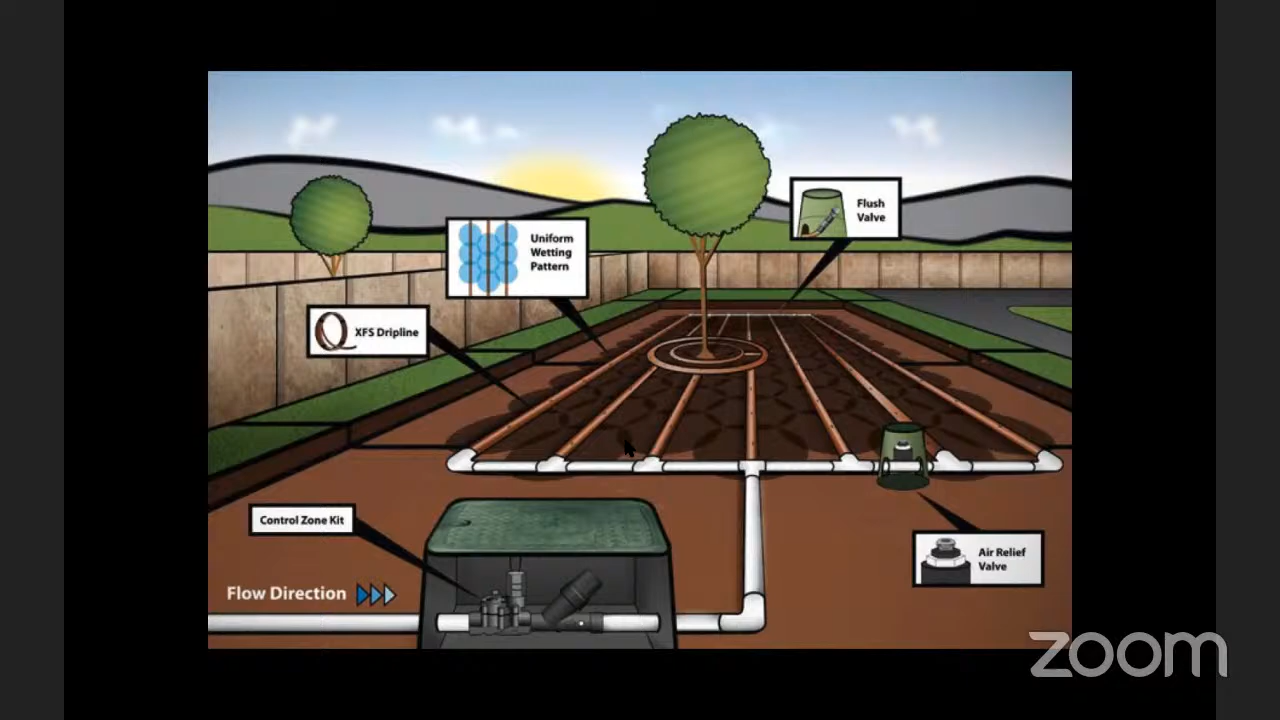 Flush
Valve
Uniform
Wetting
Pattern
XFS Dripline
Control Zone Kit
Air Relief
Valve
Flow Direction
zoom